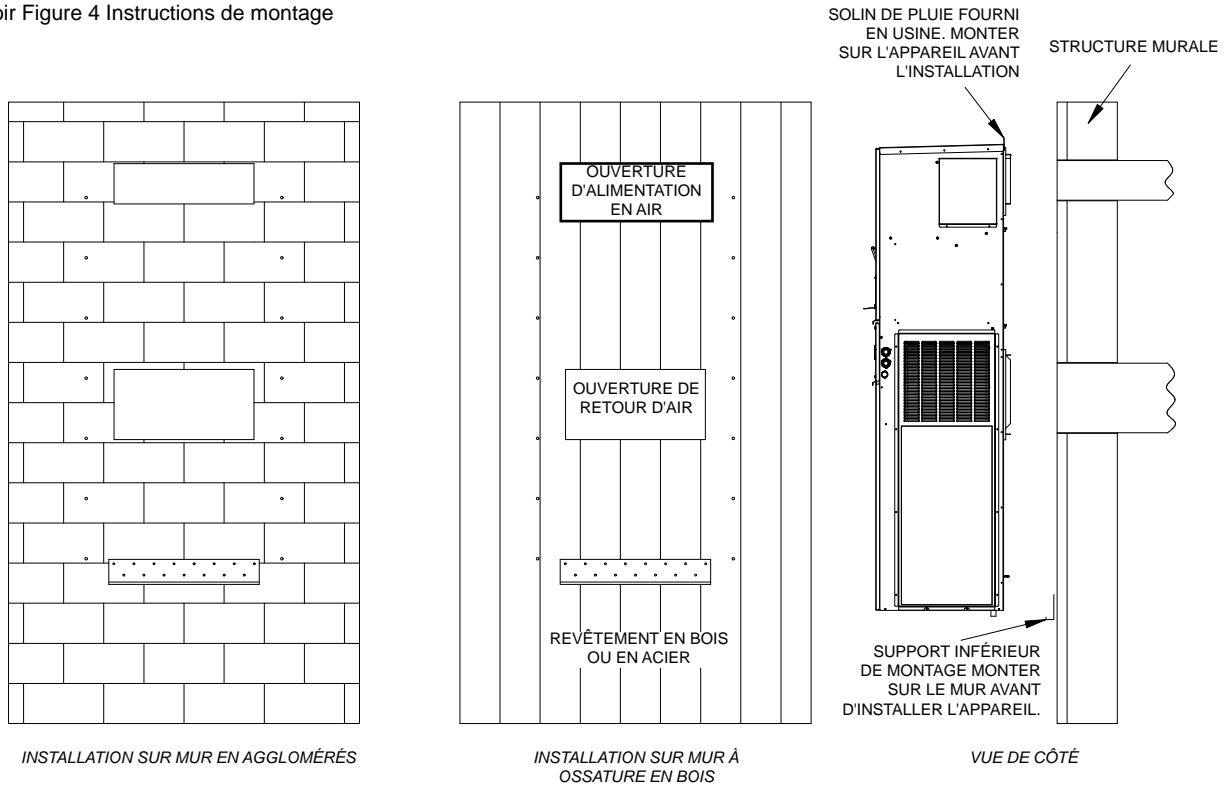 ir Figure 4 Instructions de montage
SOLIN DE PLUIE FOURNI
EN USINE. MONTER
SUR L'APPAREIL AVANT
L'INSTALLATION
STRUCTURE MURALE
OUVERTURE
D'ALIMENTATION
EN AIR
OUVERTURE DE
RETOUR D'AIR
REVÊTEMENT EN BOIS
OU EN ACIER
SUPPORT INFÉRIEUR
DE MONTAGE MONTER
SUR LE MUR AVANT
D'INSTALLER L'APPAREIL.
INSTALLATION SUR MUR EN AGGLOMÉRÉS
INSTALLATION SUR MUR À
OSSATURE EN BOIS
VUE DE CÔTÉ